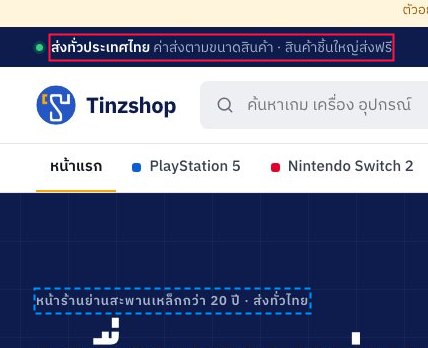 ตัวอย
ส่งทั่วประเทศไทย ค่าส่งตามขนาดสินค้า · สินค้าชิ้นใหญ่ส่งฟรี
Tinzshop
ค้นหาเกม เครื่อง อุปกรณ์
หน้าแรก PlayStation 5 Nintendo Switch 2
หน้าร้านย่านสะพานเหล็กกว่า 20 ปี · ส่งทั่วไทย